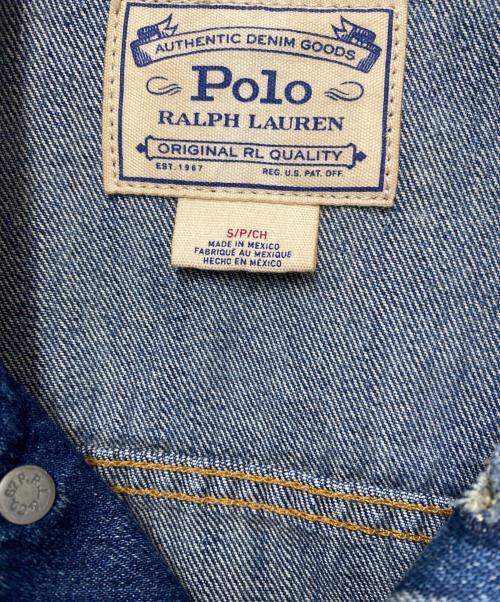 AUTHENTIC DENIM GOODS
Polo
RALPH LAUREN
ORIGINAL RL QUALITY
EST. 1967 REG. U.S. PAT. OFF.
S/P/CH
MADE IN MEXICO
FABRIQUÉ AU MEXIQUE
HECHO EN MÉXICO